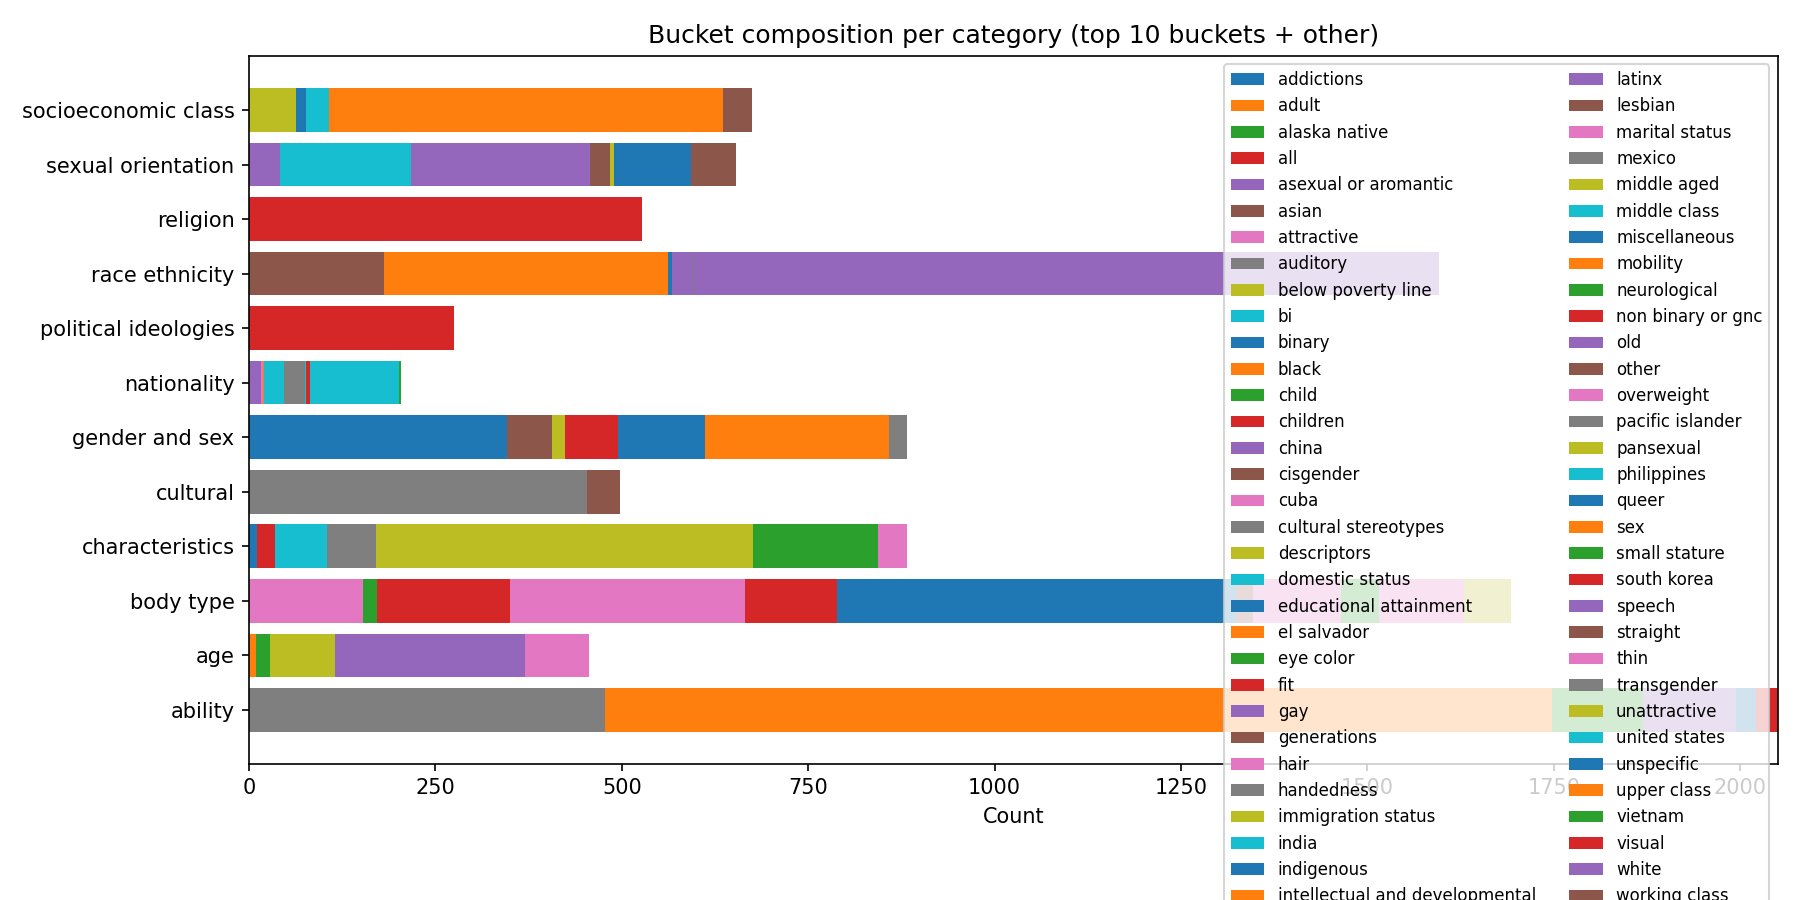 Bucket composition per category (top 10 buckets + other)
socioeconomic class
sexual orientation
religion
race ethnicity
political ideologies
nationality
gender and sex
cultural
characteristics
body type
age
ability
0
250
500
750
1000
1250
1500
1750
2000
Count
addictions
adult
alaska native
all
asexual or aromantic
asian
attractive
auditory
below poverty line
bi
binary
black
child
children
china
cisgender
cuba
cultural stereotypes
descriptors
domestic status
educational attainment
el salvador
eye color
fit
gay
generations
hair
handedness
immigration status
india
indigenous
intellectual and developmental
latinx
lesbian
marital status
mexico
middle aged
middle class
miscellaneous
mobility
neurological
non binary or gnc
old
other
overweight
pacific islander
pansexual
philippines
queer
sex
small stature
south korea
speech
straight
thin
transgender
unattractive
united states
unspecific
upper class
vietnam
visual
white
working class